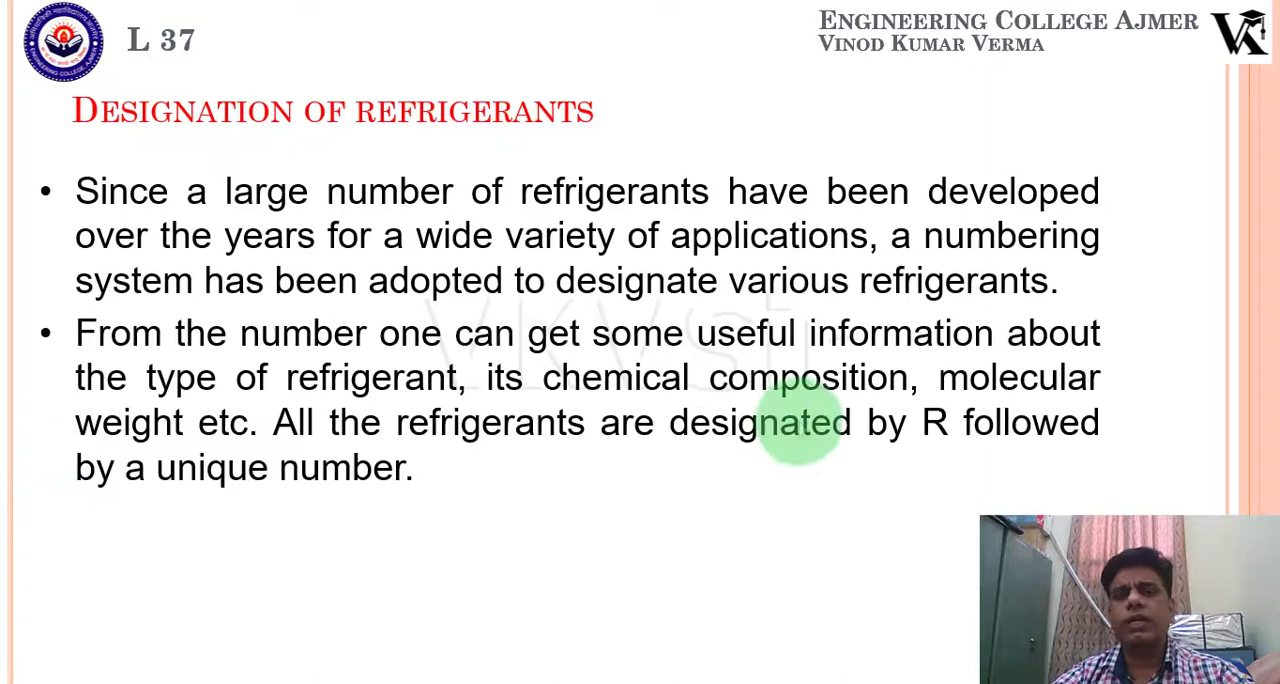 L 37
ENGINEERING COLLEGE AJMER
VINOD KUMAR VERMA
DESIGNATION OF REFRIGERANTS
• Since a large number of refrigerants have been developed
over the years for a wide variety of applications, a numbering
system has been adopted to designate various refrigerants.
• From the number one can get some useful information about
the type of refrigerant, its chemical composition, molecular
weight etc. All the refrigerants are designated by R followed
by a unique number.